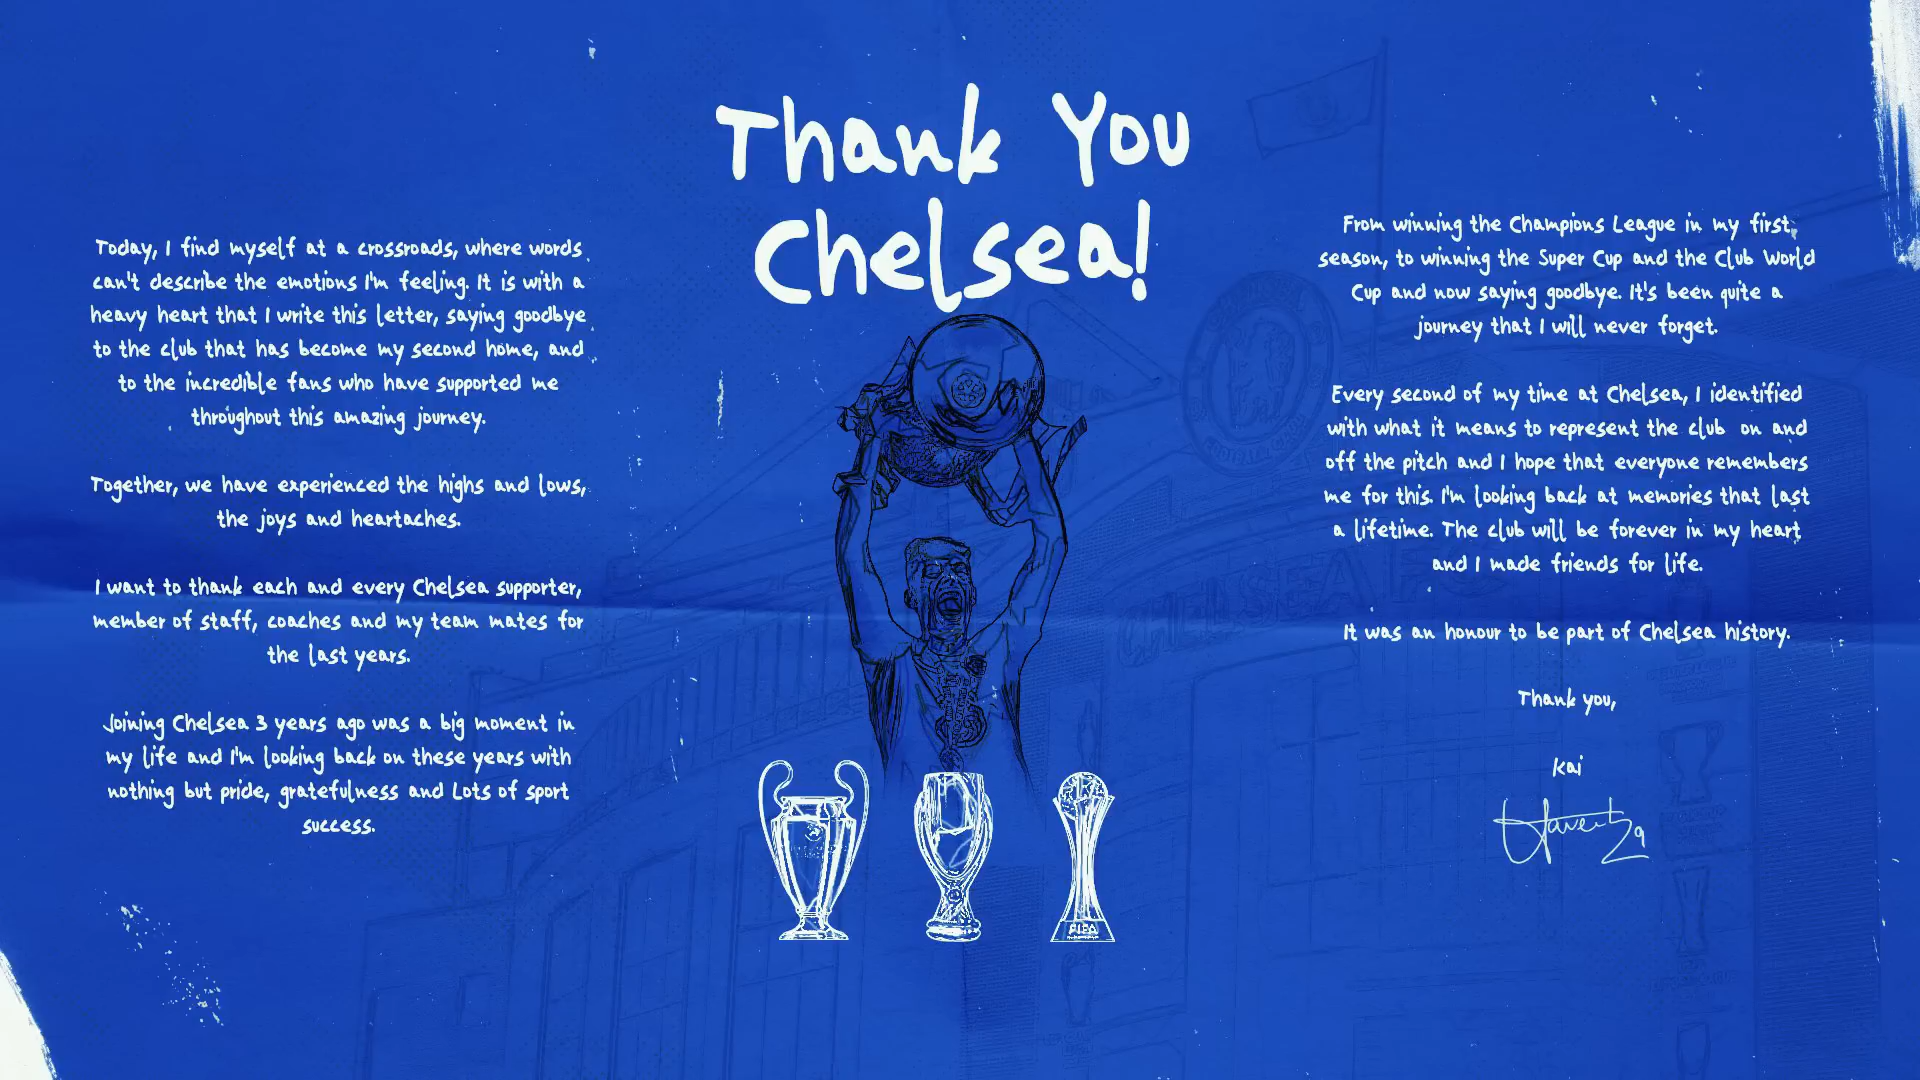 Thank You
Chelsea!
Today, I find myself at a crossroads, where words
can't describe the emotions I'm feeling. It is with a
heavy heart that I write this letter, saying goodbye
to the club that has become my second home, and
to the incredible fans who have supported me
throughout this amazing journey.
Together, we have experienced the highs and lows,
the joys and heartaches.
I want to thank each and every Chelsea supporter,
member of staff, coaches and my team mates for
the last years.
Joining Chelsea 3 years ago was a big moment in
my life and I'm looking back on these years with
nothing but pride, gratefulness and Lots of sport
success.
From winning the Champions League in my first
season, to winning the Super Cup and the Club World
Cup and now saying goodbye. It's been quite a
journey that I will never forget.
Every second of my time at Chelsea, I identified
with what it means to represent the club on and
off the pitch and I hope that everyone remembers
me for this. I'm looking back at memories that last
a lifetime. The club will be forever in my heart
and I made friends for life.
It was an honour to be part of Chelsea history.
Thank you,
Kai
29
FIFA
CHELSEA F